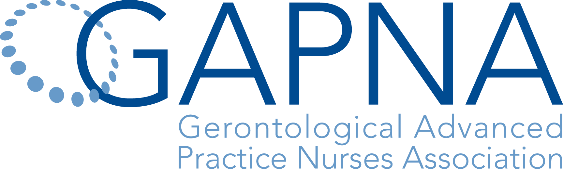 GAPNA
Gerontological Advanced
Practice Nurses Association